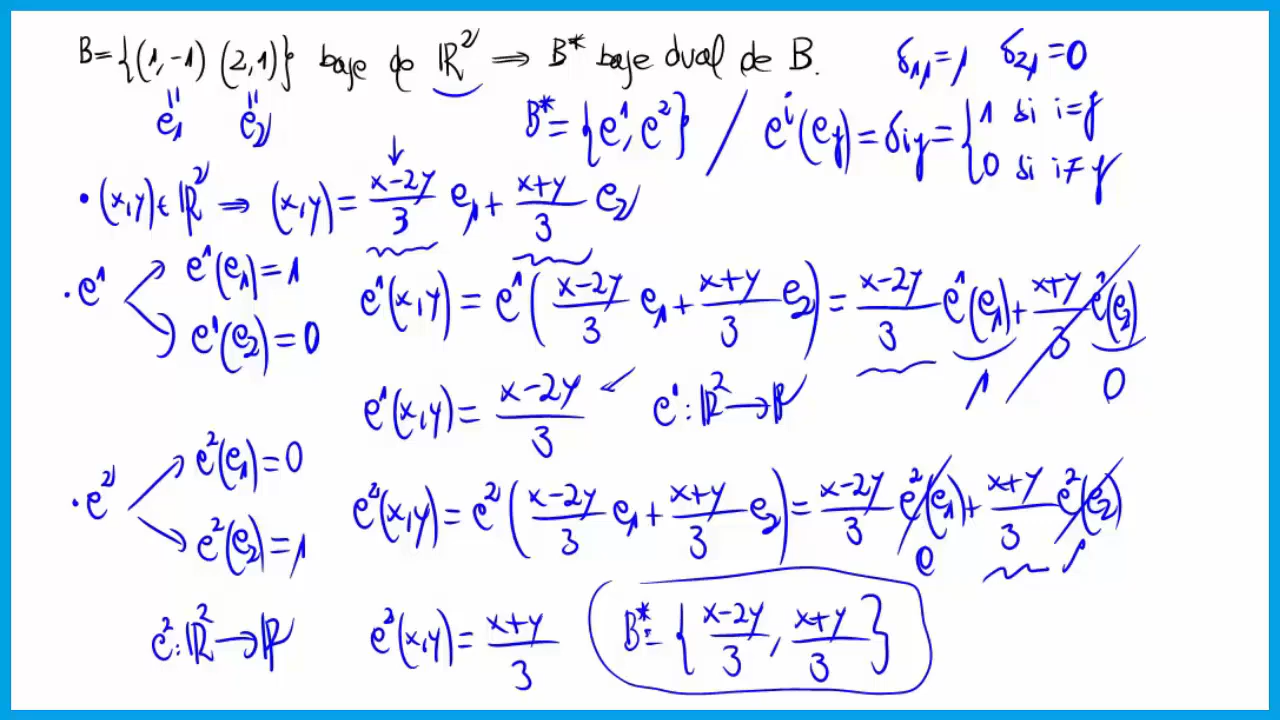 B={(1,-1) (2,1)} base de ℝ² ⟹ B* base dual de B. δ₁,₁=1 δ₂,₁=0
e₁ e₂ B*={e¹, e²} / eⁱ(eⱼ)=δij={1 si i=j
0 si i≠j
• (x,y)∈ℝ² ⟹ (x,y)= (x-2y)/3 e₁+ (x+y)/3 e₂
• e¹ e¹(e₁)=1
e¹(e₂)=0
e¹(x,y)= e¹((x-2y)/3 e₁+ (x+y)/3 e₂)= (x-2y)/3 e¹(e₁)+ (x+y)/3 e¹(e₂)
1 0
e¹(x,y)= (x-2y)/3 e¹:ℝ²→ℝ
• e² e²(e₁)=0
e²(e₂)=1
e²(x,y)= e²((x-2y)/3 e₁+ (x+y)/3 e₂)= (x-2y)/3 e²(e₁)+ (x+y)/3 e²(e₂)
0 1
e²:ℝ²→ℝ e²(x,y)= (x+y)/3 B*={(x-2y)/3, (x+y)/3}